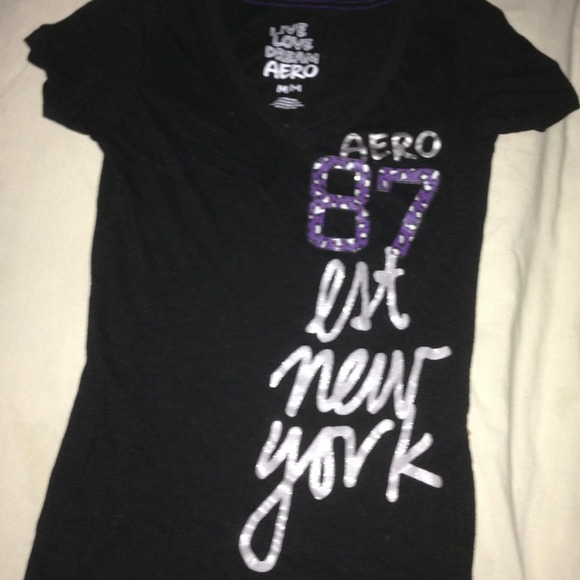 LIVE
LOVE
DREAM
AERO
M/M
AERO
87
est
new
york